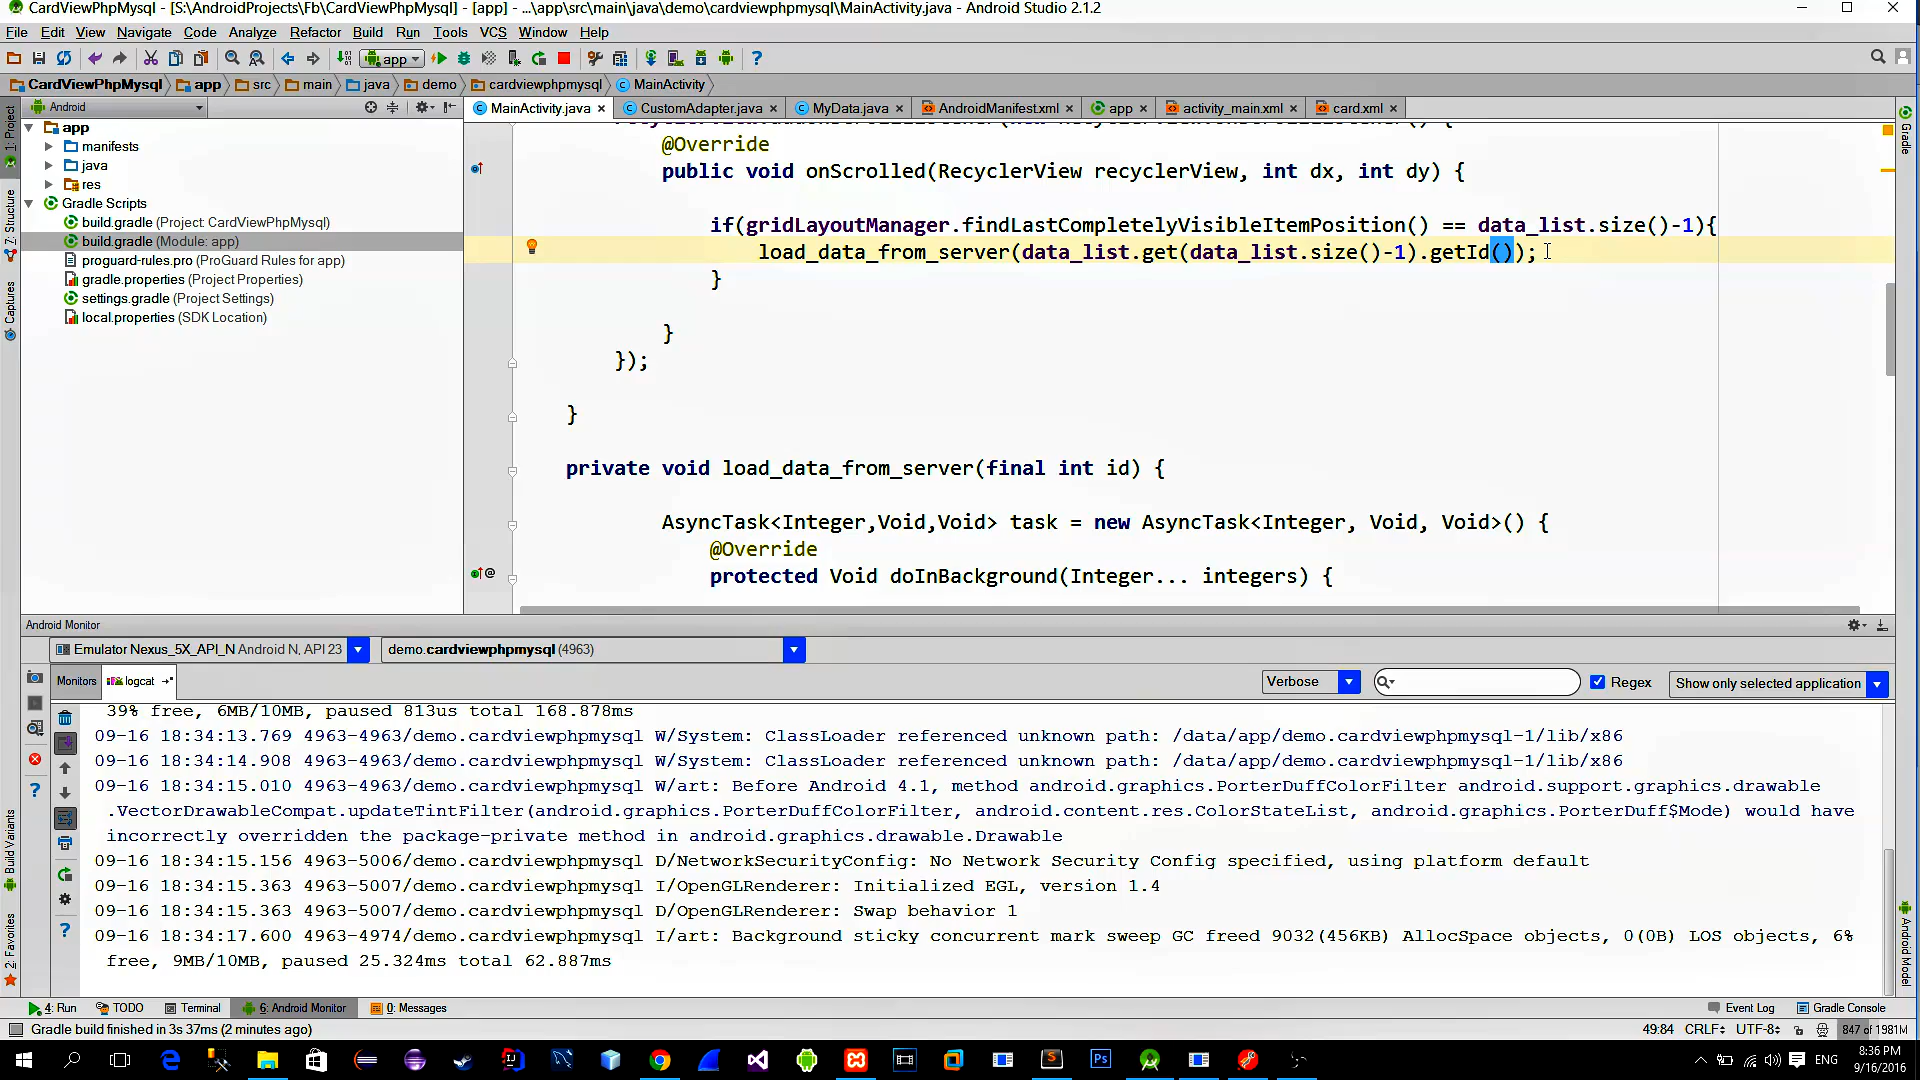 CardViewPhpMysql - [S:\AndroidProjects\Fb\CardViewPhpMysql] - [app] - ...\app\src\main\java\demo\cardviewphpmysql\MainActivity.java - Android Studio 2.1.2
File Edit View Navigate Code Analyze Refactor Build Run Tools VCS Window Help
app
CardViewPhpMysql app src main java demo cardviewphpmysql MainActivity
Android
MainActivity.java CustomAdapter.java MyData.java AndroidManifest.xml app activity_main.xml card.xml
app
manifests
java
res
Gradle Scripts
build.gradle (Project: CardViewPhpMysql)
build.gradle (Module: app)
proguard-rules.pro (ProGuard Rules for app)
gradle.properties (Project Properties)
settings.gradle (Project Settings)
local.properties (SDK Location)
1: Project
7: Structure
Captures
Build Variants
2: Favorites
Gradle
Android Model
@Override
public void onScrolled(RecyclerView recyclerView, int dx, int dy) {
if(gridLayoutManager.findLastCompletelyVisibleItemPosition() == data_list.size()-1){
load_data_from_server(data_list.get(data_list.size()-1).getId());
}
}
});
}
private void load_data_from_server(final int id) {
AsyncTask<Integer,Void,Void> task = new AsyncTask<Integer, Void, Void>() {
@Override
protected Void doInBackground(Integer... integers) {
Android Monitor
Emulator Nexus_5X_API_N Android N, API 23 demo.cardviewphpmysql (4963)
Monitors logcat Verbose Regex Show only selected application
39% free, 6MB/10MB, paused 813us total 168.878ms
09-16 18:34:13.769 4963-4963/demo.cardviewphpmysql W/System: ClassLoader referenced unknown path: /data/app/demo.cardviewphpmysql-1/lib/x86
09-16 18:34:14.908 4963-4963/demo.cardviewphpmysql W/System: ClassLoader referenced unknown path: /data/app/demo.cardviewphpmysql-1/lib/x86
09-16 18:34:15.010 4963-4963/demo.cardviewphpmysql W/art: Before Android 4.1, method android.graphics.PorterDuffColorFilter android.support.graphics.drawable
.VectorDrawableCompat.updateTintFilter(android.graphics.PorterDuffColorFilter, android.content.res.ColorStateList, android.graphics.PorterDuff$Mode) would have
incorrectly overridden the package-private method in android.graphics.drawable.Drawable
09-16 18:34:15.156 4963-5006/demo.cardviewphpmysql D/NetworkSecurityConfig: No Network Security Config specified, using platform default
09-16 18:34:15.363 4963-5007/demo.cardviewphpmysql I/OpenGLRenderer: Initialized EGL, version 1.4
09-16 18:34:15.363 4963-5007/demo.cardviewphpmysql D/OpenGLRenderer: Swap behavior 1
09-16 18:34:17.600 4963-4974/demo.cardviewphpmysql I/art: Background sticky concurrent mark sweep GC freed 9032(456KB) AllocSpace objects, 0(0B) LOS objects, 6%
free, 9MB/10MB, paused 25.324ms total 62.887ms
4: Run TODO Terminal 6: Android Monitor 0: Messages Event Log Gradle Console
Gradle build finished in 3s 37ms (2 minutes ago) 49:84 CRLF÷ UTF-8÷ 847 of 1981M
ENG 8:36 PM
9/16/2016